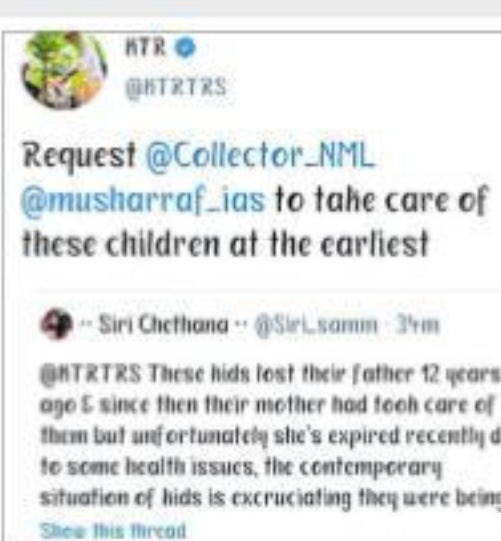 KTR
@KTRTRS
Request @Collector_NML
@musharraf_ias to take care of
these children at the earliest
·· Siri Chethana ·· @Siri_samm · 34m
@KTRTRS These kids lost their father 12 years
ago & since then their mother had took care of
them but unfortunately she's expired recently d
to some health issues, the contemporary
situation of kids is excruciating they were being
Show this thread